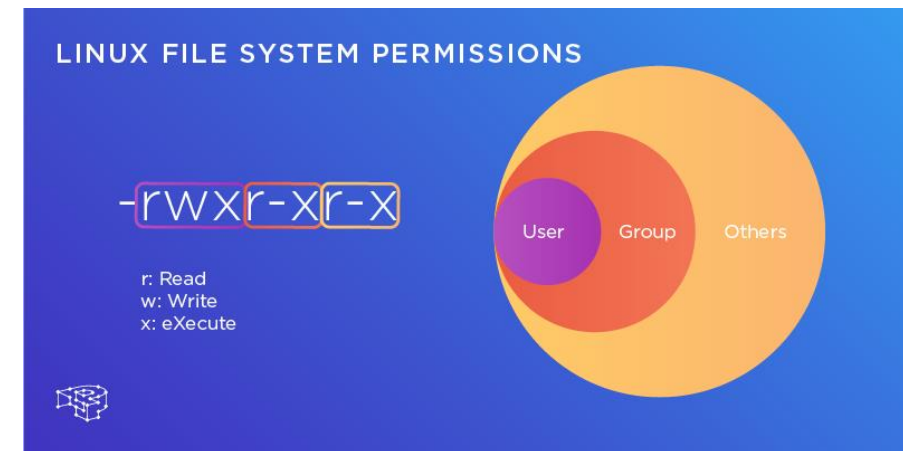 LINUX FILE SYSTEM PERMISSIONS
-rwxr-xr-x
r: Read
w: Write
x: eXecute
User Group Others